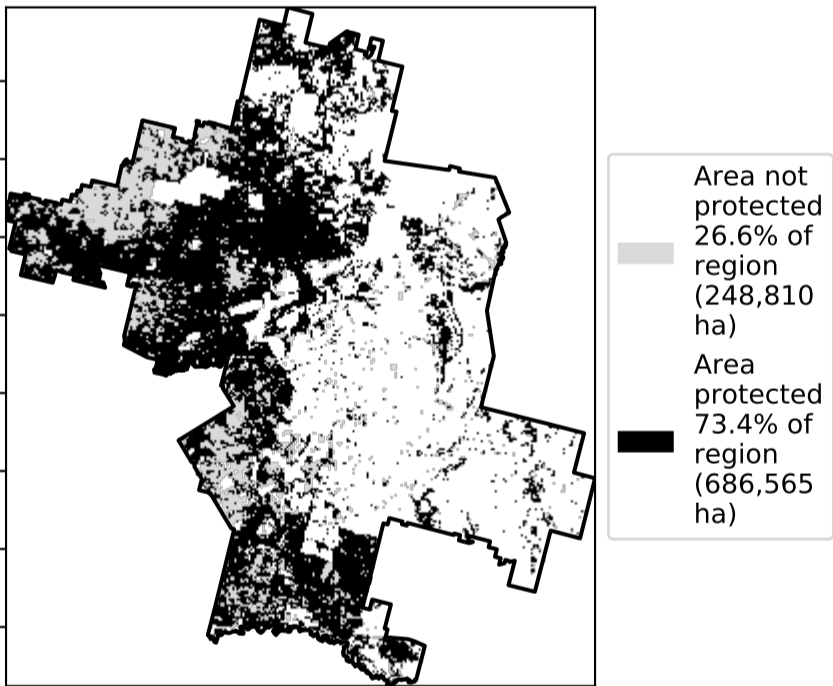 Area not
protected
26.6% of
region
(248,810
ha)
Area
protected
73.4% of
region
(686,565
ha)